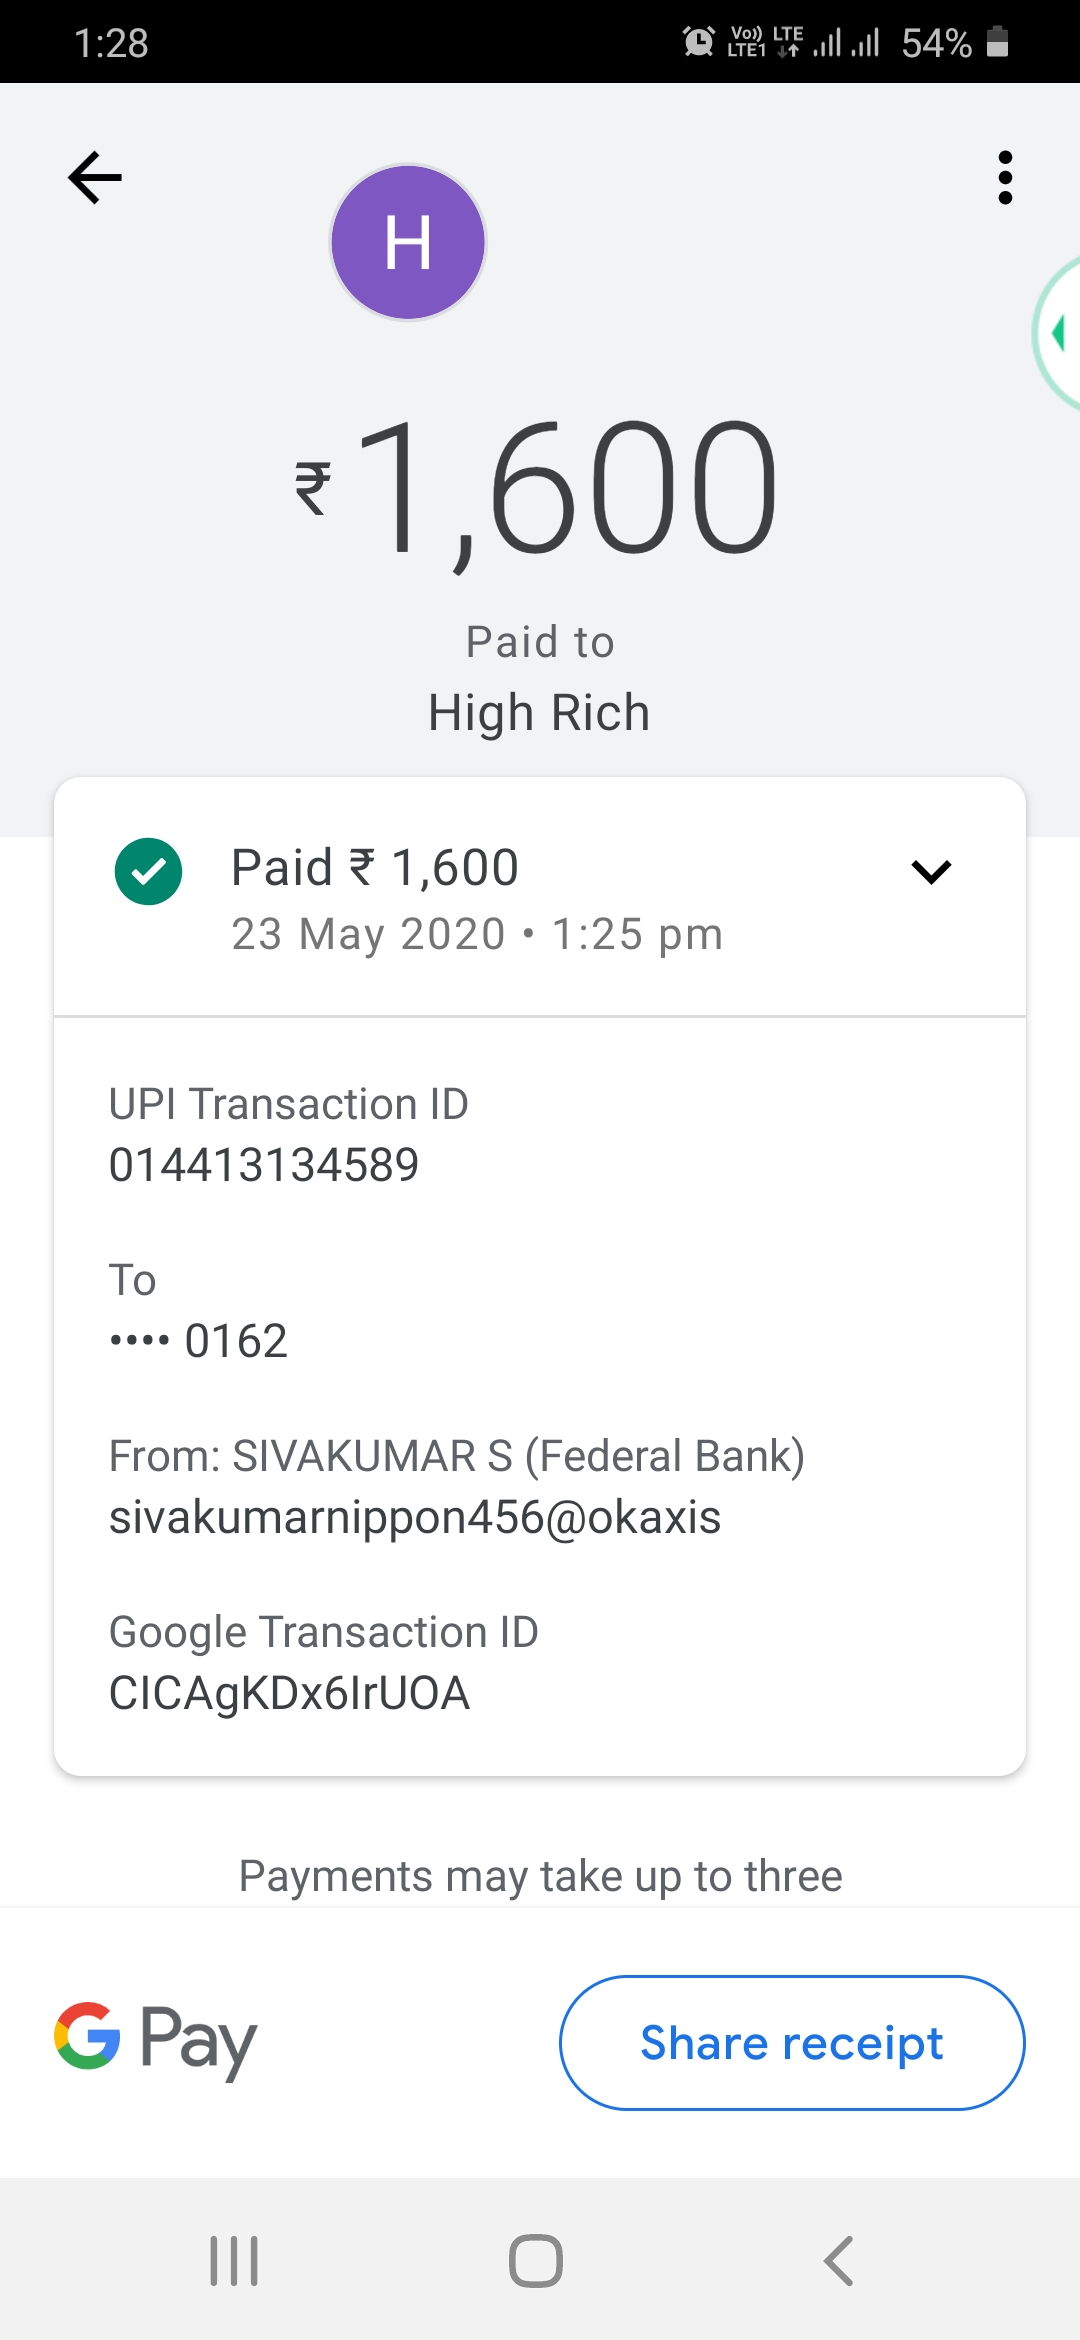 1:28
Vo)) LTE
LTE1
54%
H
₹1,600
Paid to
High Rich
Paid ₹ 1,600
23 May 2020 • 1:25 pm
UPI Transaction ID
014413134589
To
•••• 0162
From: SIVAKUMAR S (Federal Bank)
sivakumarnippon456@okaxis
Google Transaction ID
CICAgKDx6IrUOA
Payments may take up to three
G Pay
Share receipt